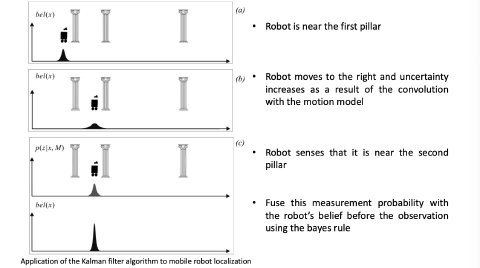 bel(x)
(a)
• Robot is near the first pillar
bel(x)
(b)
• Robot moves to the right and uncertainty
increases as a result of the convolution
with the motion model
p(z|x, M)
(c)
• Robot senses that it is near the second
pillar
bel(x)
• Fuse this measurement probability with
the robot's belief before the observation
using the bayes rule
Application of the Kalman filter algorithm to mobile robot localization